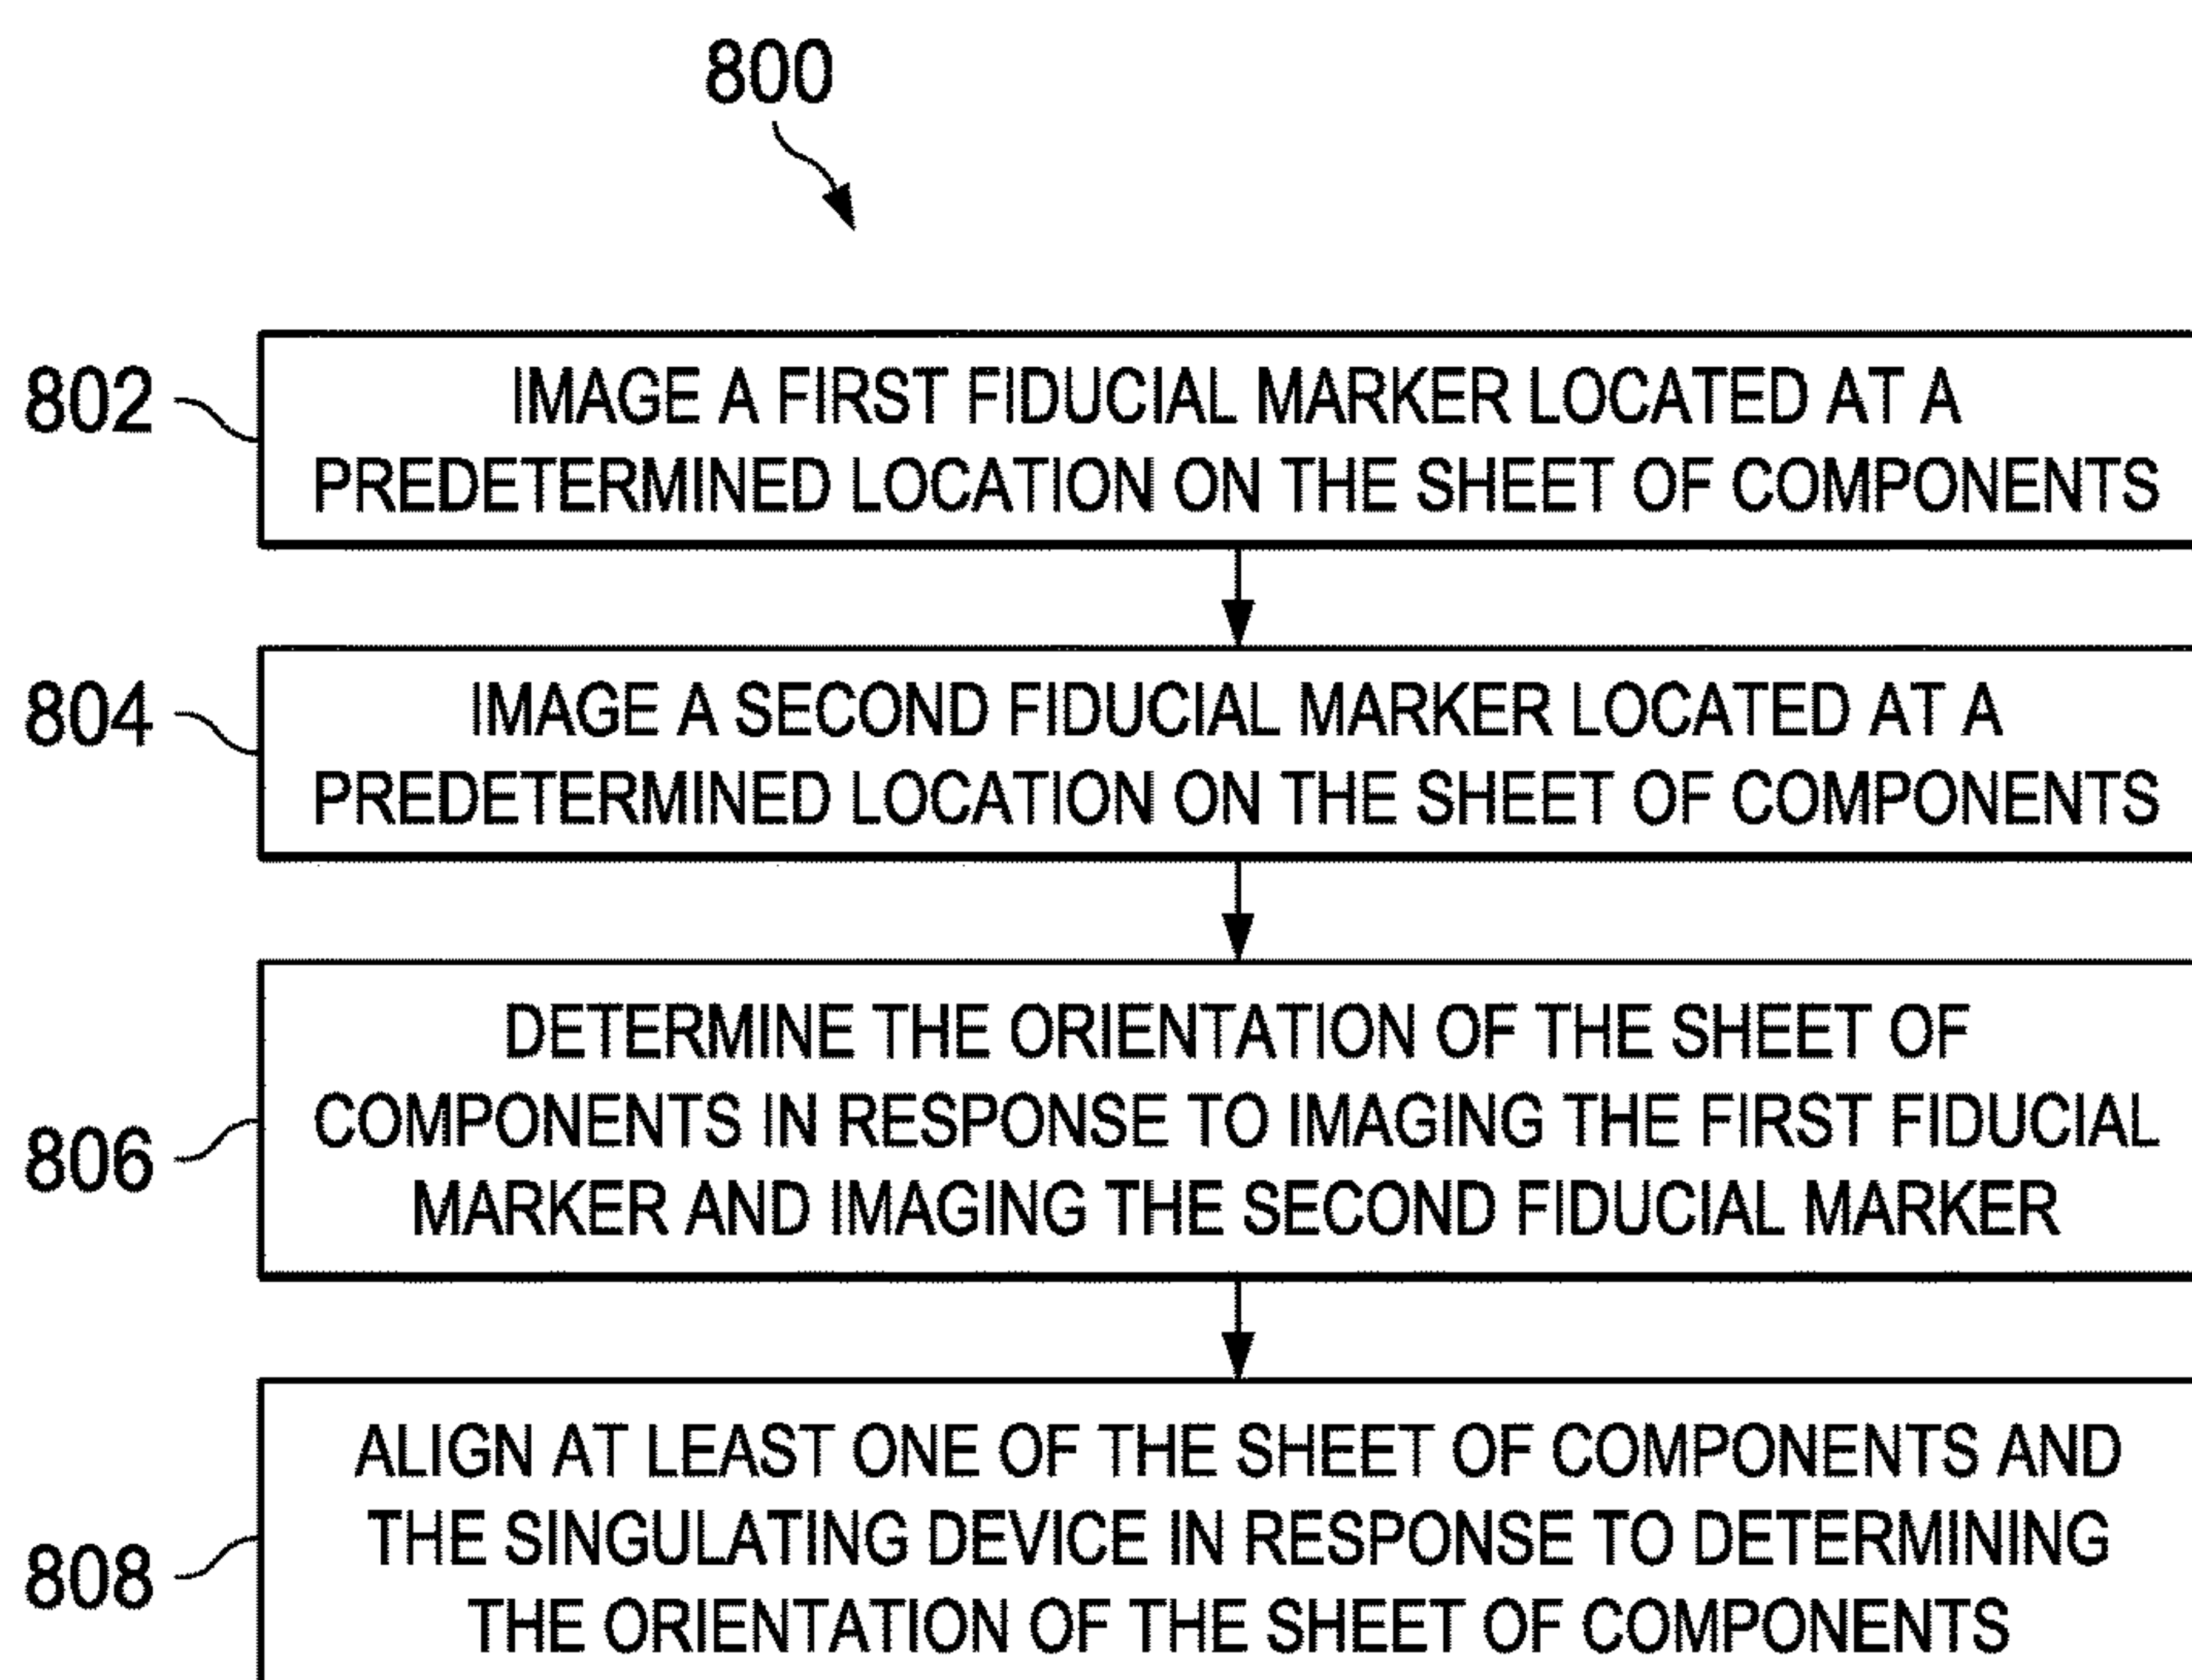 800
802
IMAGE A FIRST FIDUCIAL MARKER LOCATED AT A
PREDETERMINED LOCATION ON THE SHEET OF COMPONENTS
804
IMAGE A SECOND FIDUCIAL MARKER LOCATED AT A
PREDETERMINED LOCATION ON THE SHEET OF COMPONENTS
806
DETERMINE THE ORIENTATION OF THE SHEET OF
COMPONENTS IN RESPONSE TO IMAGING THE FIRST FIDUCIAL
MARKER AND IMAGING THE SECOND FIDUCIAL MARKER
808
ALIGN AT LEAST ONE OF THE SHEET OF COMPONENTS AND
THE SINGULATING DEVICE IN RESPONSE TO DETERMINING
THE ORIENTATION OF THE SHEET OF COMPONENTS